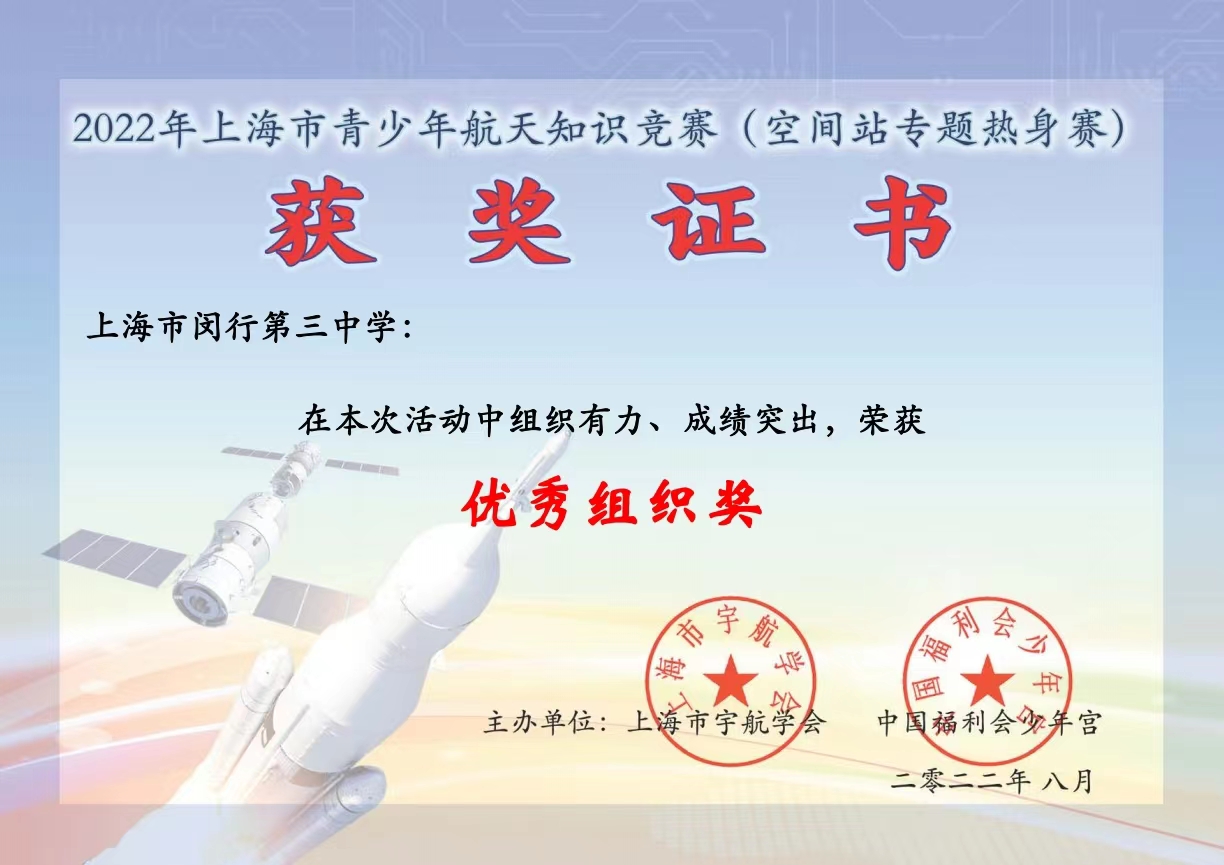 2022年上海市青少年航天知识竞赛（空间站专题热身赛）
获奖证书
上海市闵行第三中学：
在本次活动中组织有力、成绩突出，荣获
优秀组织奖
上海市宇航学会
中国福利会少年宫
主办单位：上海市宇航学会 中国福利会少年宫
二零二二年 八月